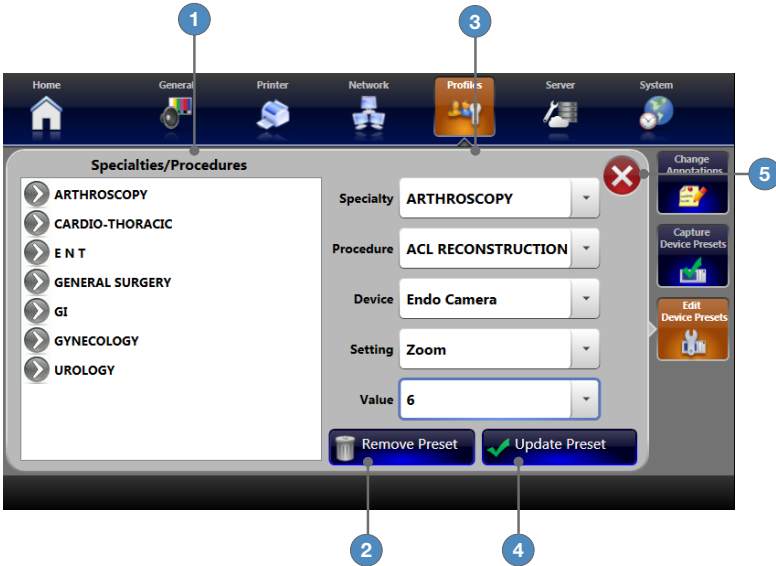 1
3
Home
General
Printer
Network
Profiles
Server
System
Specialties/Procedures
ARTHROSCOPY
CARDIO-THORACIC
E N T
GENERAL SURGERY
GI
GYNECOLOGY
UROLOGY
Specialty ARTHROSCOPY
Procedure ACL RECONSTRUCTION
Device Endo Camera
Setting Zoom
Value 6
Remove Preset
Update Preset
Change
Annotations
5
Capture
Device Presets
Edit
Device Presets
2
4